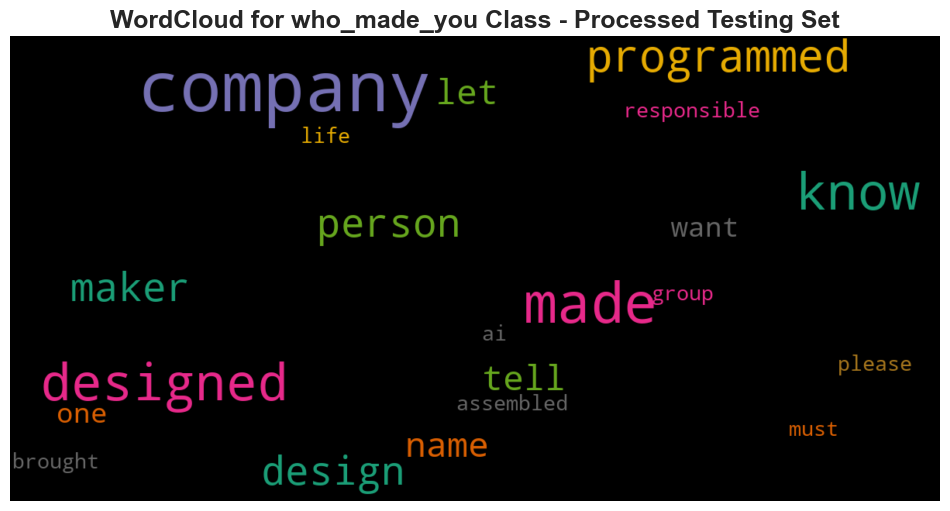 WordCloud for who_made_you Class - Processed Testing Set
programmed
company
let
responsible
life
know
person
want
maker
made
group
ai
please
designed
tell
assembled
one
must
name
brought
design